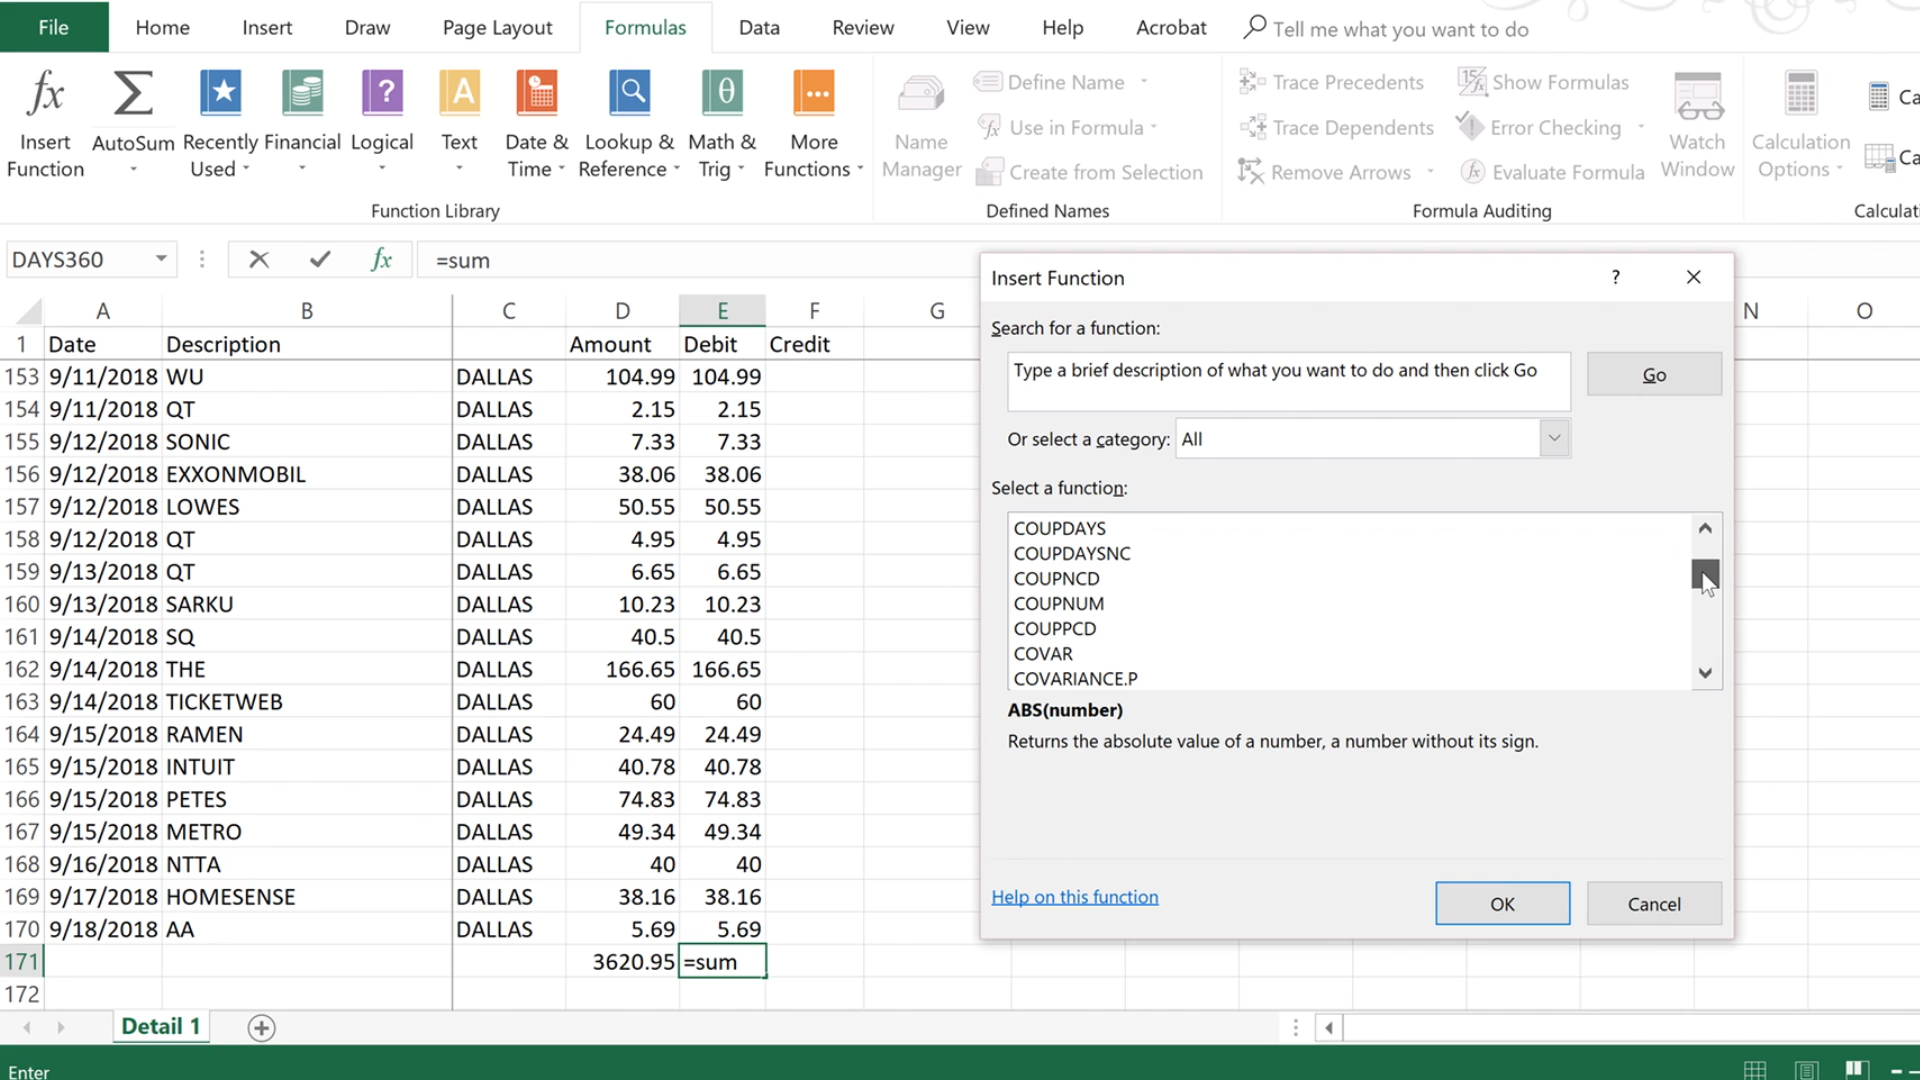 File Home Insert Draw Page Layout Formulas Data Review View Help Acrobat Tell me what you want to do
fx Σ ? A θ
Insert Function AutoSum Recently Used Financial Logical Text Date & Time Lookup & Reference Math & Trig More Functions
Name Manager Define Name Use in Formula Create from Selection
Trace Precedents Show Formulas
Trace Dependents Error Checking
Remove Arrows fx Evaluate Formula
Watch Window Calculation Options Ca
Ca
Function Library Defined Names Formula Auditing Calculati
DAYS360 fx =sum
A B C D E F G N O
1 Date Description Amount Debit Credit
153 9/11/2018 WU DALLAS 104.99 104.99
154 9/11/2018 QT DALLAS 2.15 2.15
155 9/12/2018 SONIC DALLAS 7.33 7.33
156 9/12/2018 EXXONMOBIL DALLAS 38.06 38.06
157 9/12/2018 LOWES DALLAS 50.55 50.55
158 9/12/2018 QT DALLAS 4.95 4.95
159 9/13/2018 QT DALLAS 6.65 6.65
160 9/13/2018 SARKU DALLAS 10.23 10.23
161 9/14/2018 SQ DALLAS 40.5 40.5
162 9/14/2018 THE DALLAS 166.65 166.65
163 9/14/2018 TICKETWEB DALLAS 60 60
164 9/15/2018 RAMEN DALLAS 24.49 24.49
165 9/15/2018 INTUIT DALLAS 40.78 40.78
166 9/15/2018 PETES DALLAS 74.83 74.83
167 9/15/2018 METRO DALLAS 49.34 49.34
168 9/16/2018 NTTA DALLAS 40 40
169 9/17/2018 HOMESENSE DALLAS 38.16 38.16
170 9/18/2018 AA DALLAS 5.69 5.69
171 3620.95 =sum
172
Insert Function ?
Search for a function:
Type a brief description of what you want to do and then click Go
Go
Or select a category: All
Select a function:
COUPDAYS
COUPDAYSNC
COUPNCD
COUPNUM
COUPPCD
COVAR
COVARIANCE.P
ABS(number)
Returns the absolute value of a number, a number without its sign.
Help on this function
OK Cancel
Detail 1
Enter